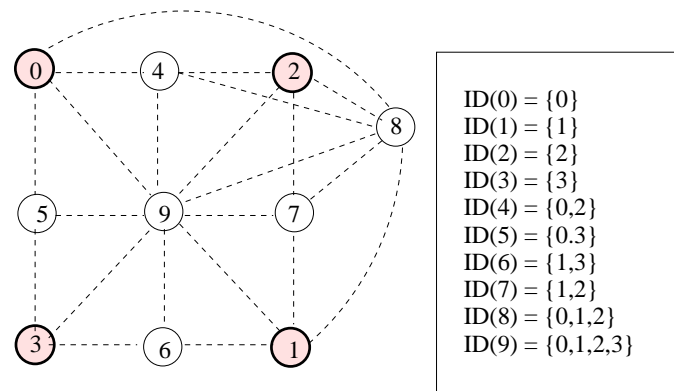 0
4
2
8
5
9
7
3
6
1
ID(0) = {0}
ID(1) = {1}
ID(2) = {2}
ID(3) = {3}
ID(4) = {0,2}
ID(5) = {0.3}
ID(6) = {1,3}
ID(7) = {1,2}
ID(8) = {0,1,2}
ID(9) = {0,1,2,3}